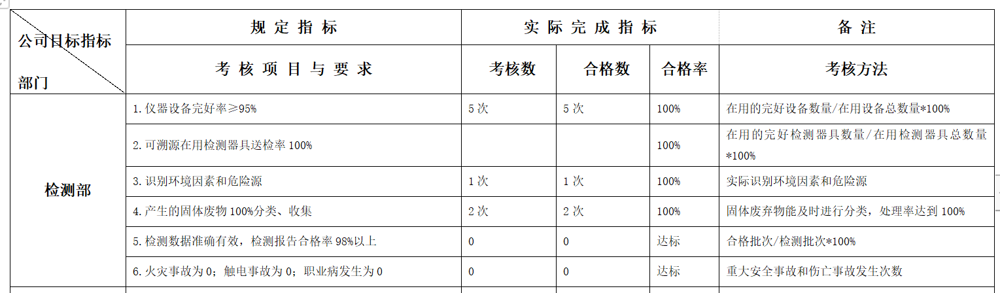 公司目标指标
部门
规 定 指 标
实 际 完 成 指 标
备 注
考 核 项 目 与 要 求
考核数
合格数
合格率
考核方法
检测部
1.仪器设备完好率≥95%
5次
5次
100%
在用的完好设备数量/在用设备总数量*100%
2.可溯源在用检测器具送检率100%
100%
在用的完好检测器具数量/在用检测器具总数量
*100%
3.识别环境因素和危险源
1次
1次
100%
实际识别环境因素和危险源
4.产生的固体废物100%分类、收集
2次
2次
100%
固体废弃物能及时进行分类，处理率达到100%
5.检测数据准确有效，检测报告合格率98%以上
0
0
达标
合格批次/检测批次*100%
6.火灾事故为0；触电事故为0；职业病发生为0
0
0
达标
重大安全事故和伤亡事故发生次数